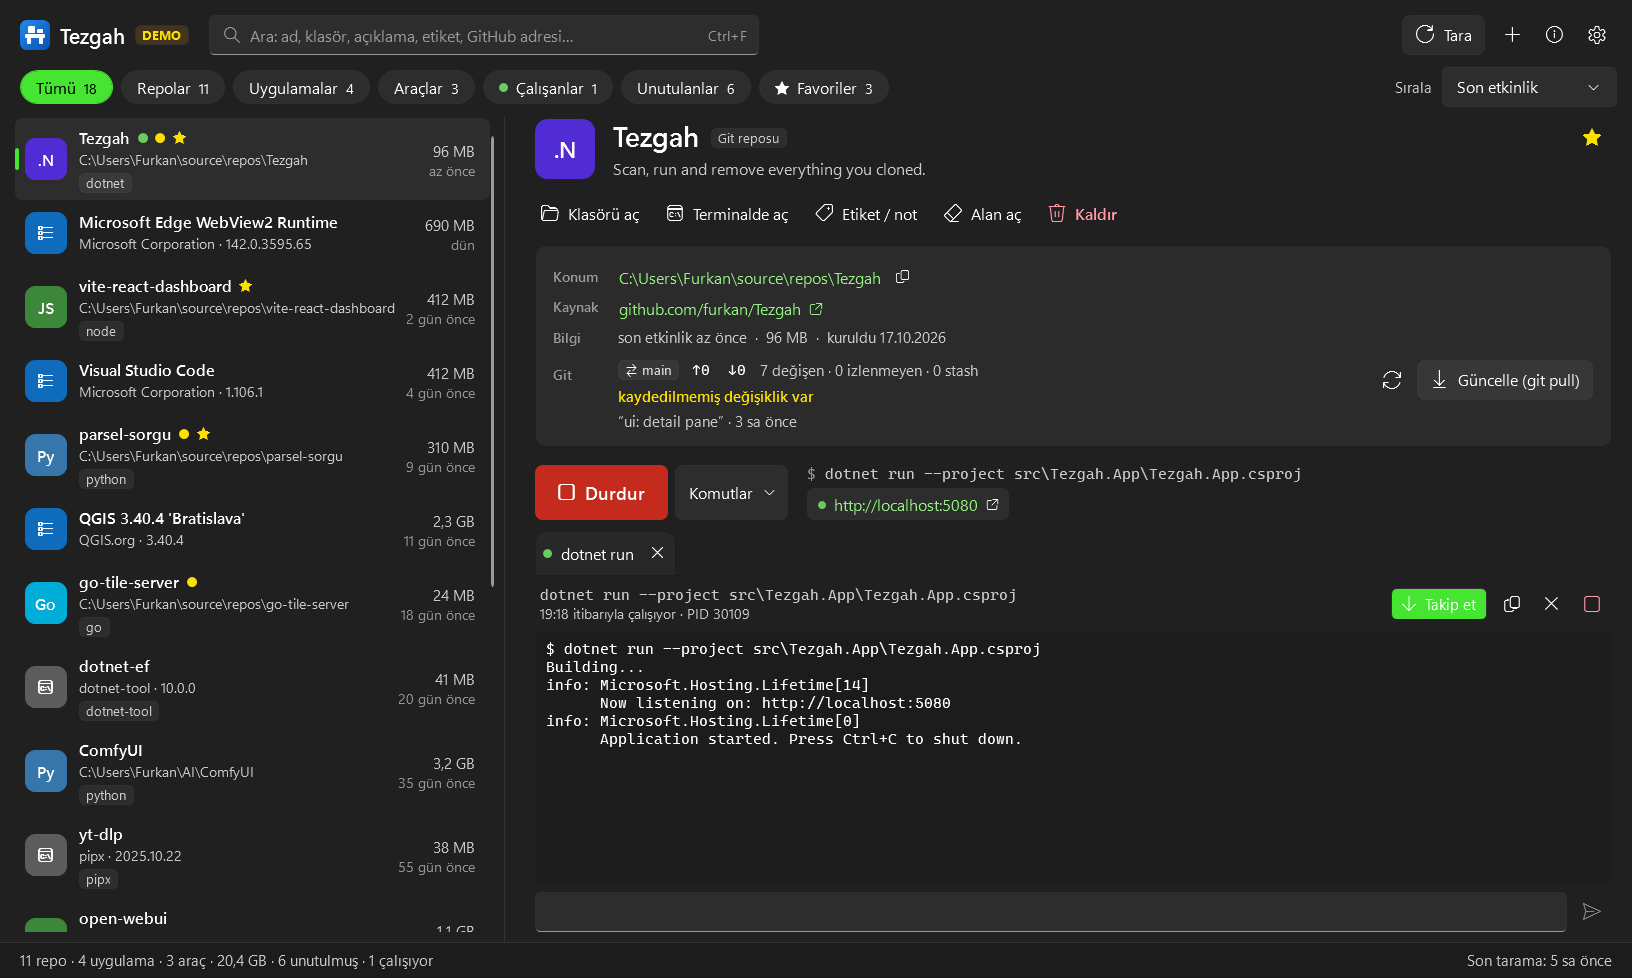 Tezgah DEMO
Ara: ad, klasör, açıklama, etiket, GitHub adresi... Ctrl+F
Tara
Tümü 18 Repolar 11 Uygulamalar 4 Araçlar 3 Çalışanlar 1 Unutulanlar 6 Favoriler 3
Sırala Son etkinlik
.N
Tezgah
C:\Users\Furkan\source\repos\Tezgah
dotnet
96 MB
az önce
Microsoft Edge WebView2 Runtime
Microsoft Corporation · 142.0.3595.65
690 MB
dün
JS
vite-react-dashboard
C:\Users\Furkan\source\repos\vite-react-dashboard
node
412 MB
2 gün önce
Visual Studio Code
Microsoft Corporation · 1.106.1
412 MB
4 gün önce
Py
parsel-sorgu
C:\Users\Furkan\source\repos\parsel-sorgu
python
310 MB
9 gün önce
QGIS 3.40.4 'Bratislava'
QGIS.org · 3.40.4
2,3 GB
11 gün önce
Go
go-tile-server
C:\Users\Furkan\source\repos\go-tile-server
go
24 MB
18 gün önce
dotnet-ef
dotnet-tool · 10.0.0
dotnet-tool
41 MB
20 gün önce
Py
ComfyUI
C:\Users\Furkan\AI\ComfyUI
python
3,2 GB
35 gün önce
yt-dlp
pipx · 2025.10.22
pipx
38 MB
55 gün önce
open-webui
1,1 GB
.N
Tezgah Git reposu
Scan, run and remove everything you cloned.
Klasörü aç Terminalde aç Etiket / not Alan aç Kaldır
Konum C:\Users\Furkan\source\repos\Tezgah
Kaynak github.com/furkan/Tezgah
Bilgi son etkinlik az önce · 96 MB · kuruldu 17.10.2026
Git main ↑0 ↓0 7 değişen · 0 izlenmeyen · 0 stash
kaydedilmemiş değişiklik var
“ui: detail pane” · 3 sa önce
Güncelle (git pull)
Durdur Komutlar
$ dotnet run --project src\Tezgah.App\Tezgah.App.csproj
http://localhost:5080
dotnet run
dotnet run --project src\Tezgah.App\Tezgah.App.csproj
19:18 itibarıyla çalışıyor · PID 30109
Takip et
$ dotnet run --project src\Tezgah.App\Tezgah.App.csproj
Building...
info: Microsoft.Hosting.Lifetime[14]
Now listening on: http://localhost:5080
info: Microsoft.Hosting.Lifetime[0]
Application started. Press Ctrl+C to shut down.
11 repo · 4 uygulama · 3 araç · 20,4 GB · 6 unutulmuş · 1 çalışıyor
Son tarama: 5 sa önce